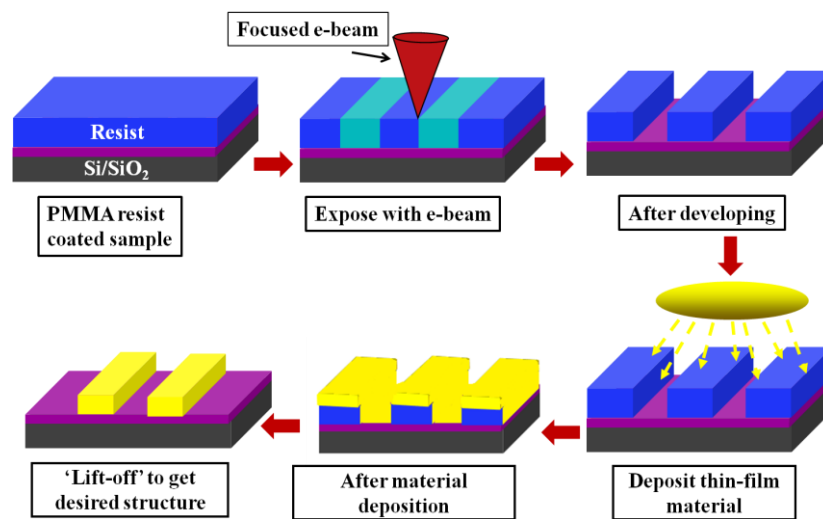 Focused e-beam
Resist
Si/SiO₂
PMMA resist
coated sample
Expose with e-beam
After developing
‘Lift-off’ to get
desired structure
After material
deposition
Deposit thin-film
material